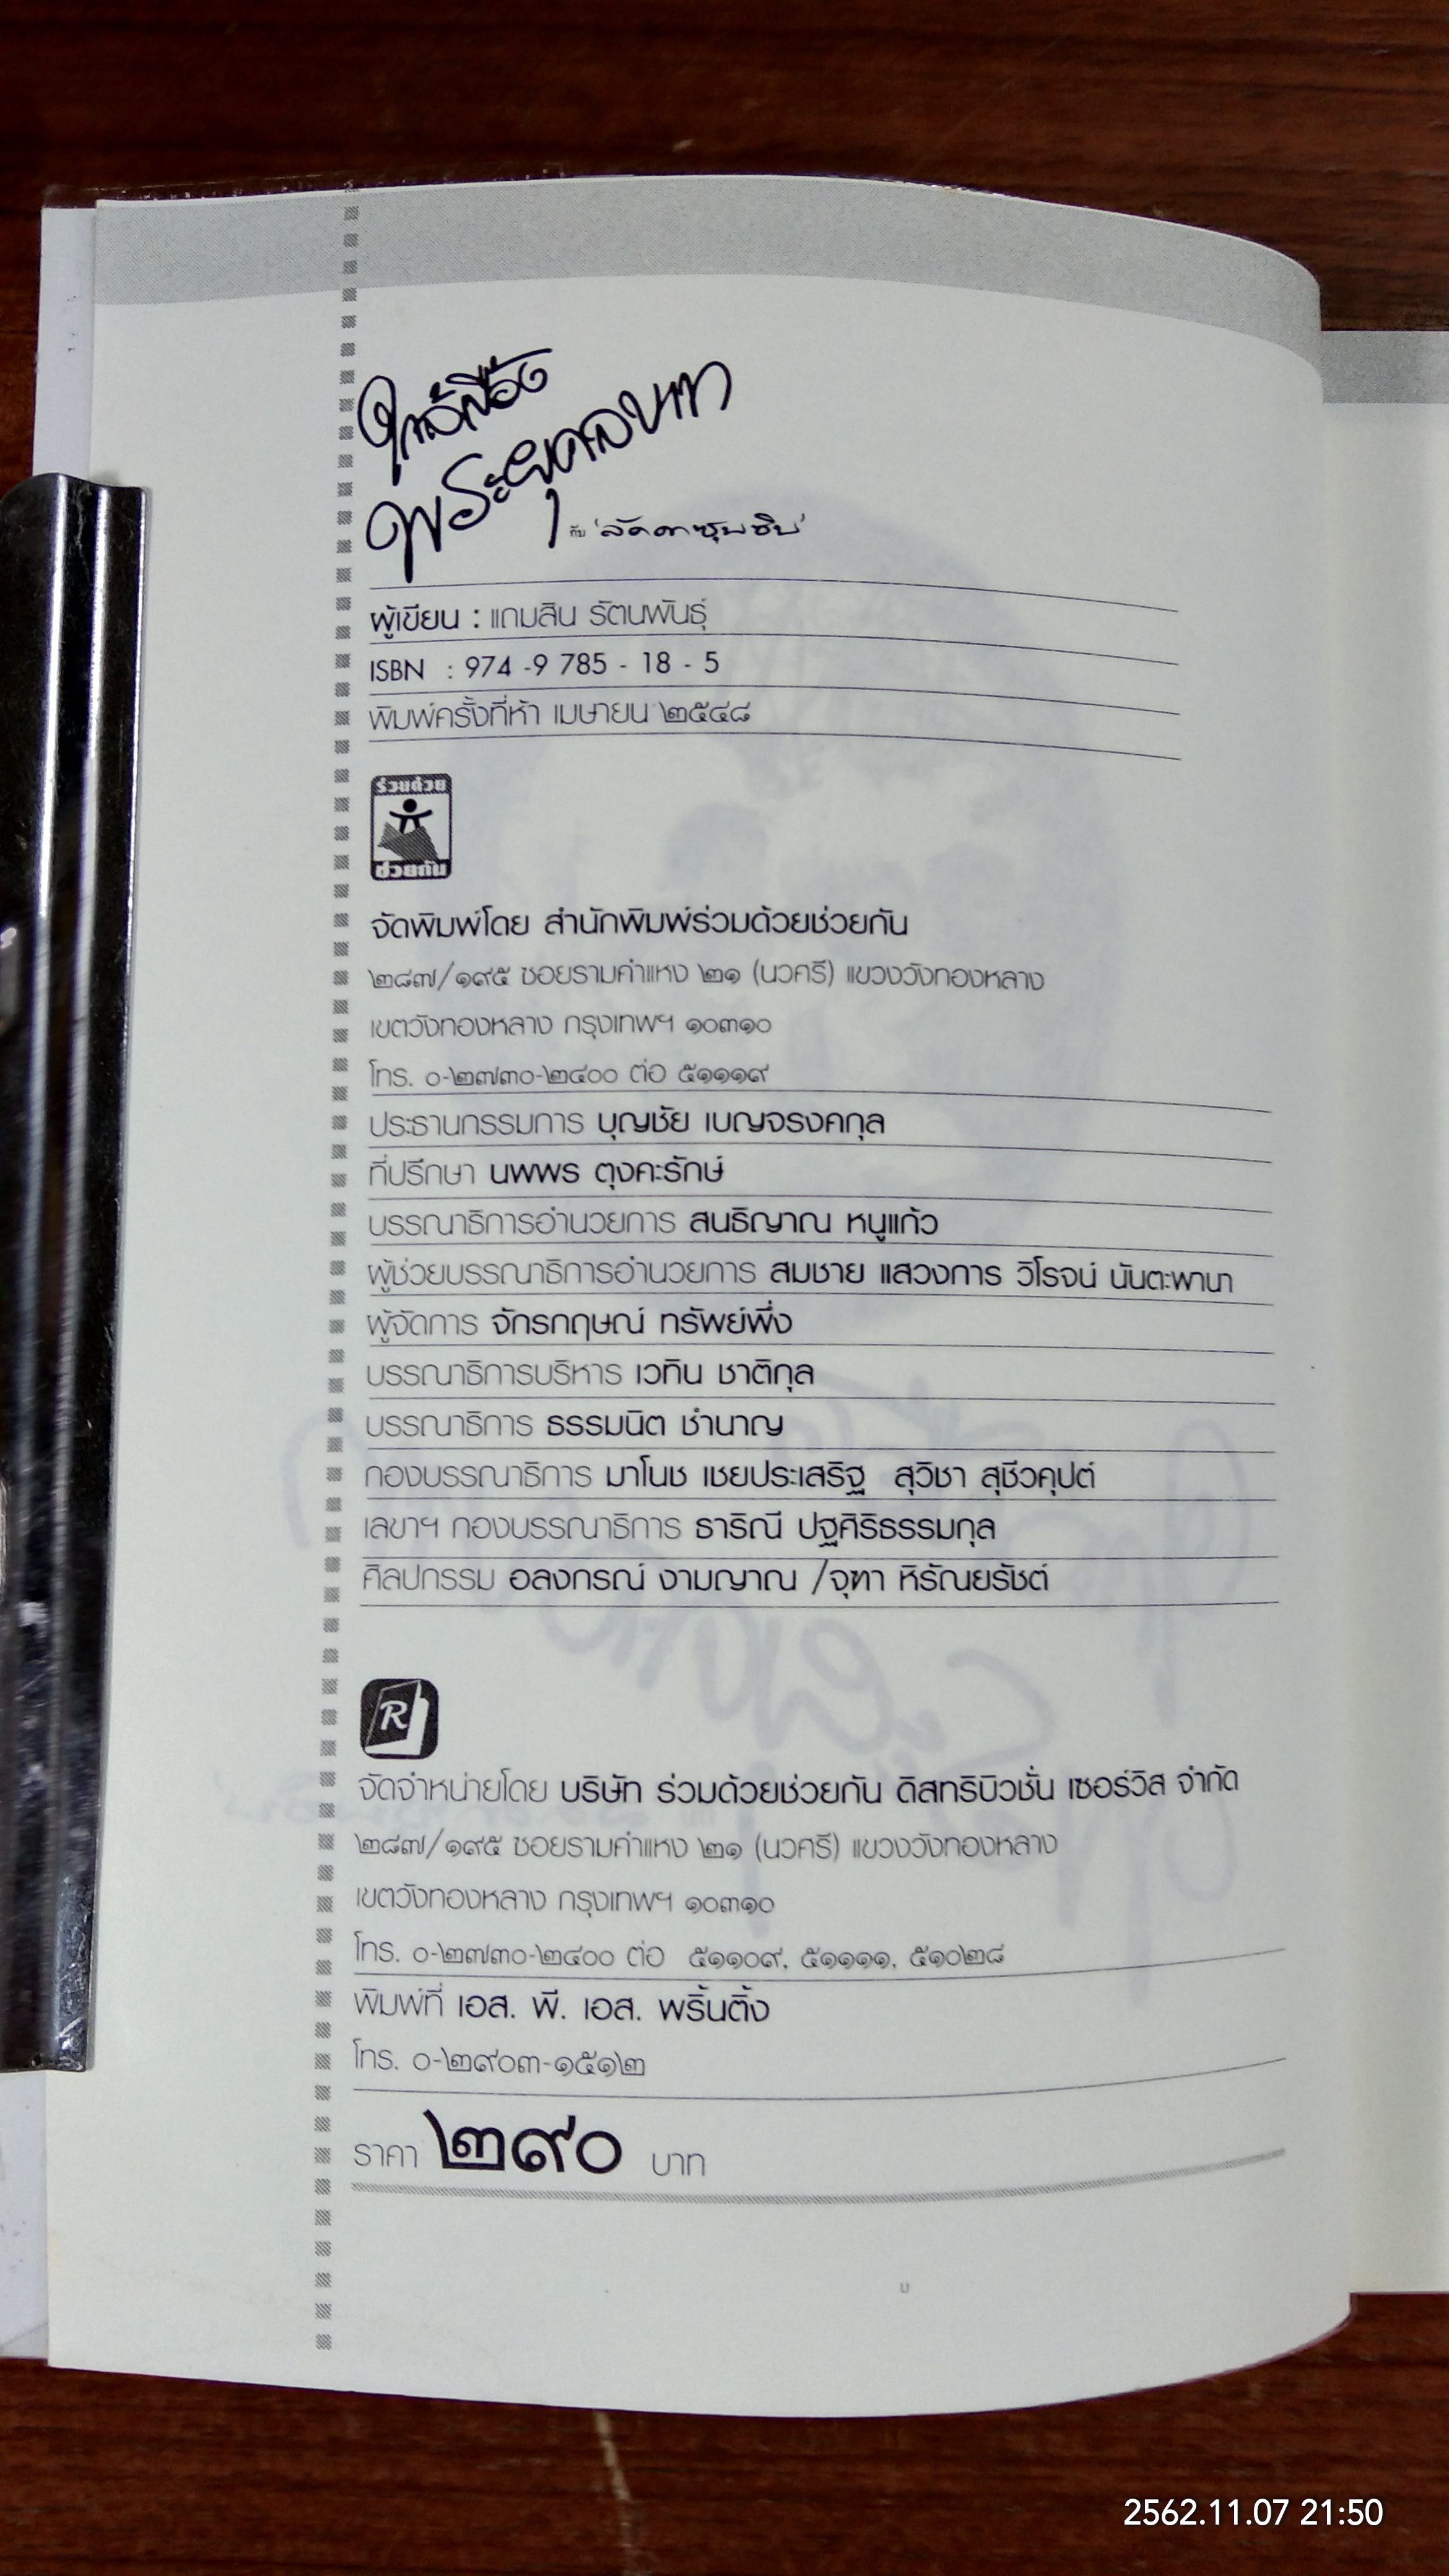 ใกล้เบื้อง
พระยุคลบาท
กับ 'ลัดดาซุบซิบ'
ผู้เขียน : แถมสิน รัตนพันธุ์
ISBN : 974 -9 785 - 18 - 5
พิมพ์ครั้งที่ห้า เมษายน ๒๕๔๘
จัดพิมพ์โดย สำนักพิมพ์ร่วมด้วยช่วยกัน
๒๘๗/๑๙๕ ซอยรามคำแหง ๒๑ (นวศรี) แขวงวังทองหลาง
เขตวังทองหลาง กรุงเทพฯ ๑๐๓๑๐
โทร. ๐-๒๗๓๐-๒๔๐๐ ต่อ ๕๑๑๑๙
ประธานกรรมการ บุญชัย เบญจรงคกุล
ที่ปรึกษา นพพร ตุงคะรักษ์
บรรณาธิการอำนวยการ สนธิญาณ หนูแก้ว
ผู้ช่วยบรรณาธิการอำนวยการ สมชาย แสวงการ วิโรจน์ นันตะพานา
ผู้จัดการ จักรกฤษณ์ ทรัพย์พึ่ง
บรรณาธิการบริหาร เวทิน ชาติกุล
บรรณาธิการ ธรรมนิต ชำนาญ
กองบรรณาธิการ มาโนช เชยประเสริฐ สุวิชา สุชีวคุปต์
เลขาฯ กองบรรณาธิการ ธาริณี ปฐศิริธรรมกุล
ศิลปกรรม อลงกรณ์ งามญาณ /จุฑา หิรัณยรัชต์
R
จัดจำหน่ายโดย บริษัท ร่วมด้วยช่วยกัน ดิสทริบิวชั่น เซอร์วิส จำกัด
๒๘๗/๑๙๕ ซอยรามคำแหง ๒๑ (นวศรี) แขวงวังทองหลาง
เขตวังทองหลาง กรุงเทพฯ ๑๐๓๑๐
โทร. ๐-๒๗๓๐-๒๔๐๐ ต่อ ๕๑๑๐๙, ๕๑๑๑๑, ๕๑๐๒๘
พิมพ์ที่ เอส. พี. เอส. พริ้นติ้ง
โทร. ๐-๒๙๐๓-๑๕๑๒
ราคา ๒๙๐ บาท
2562.11.07 21:50